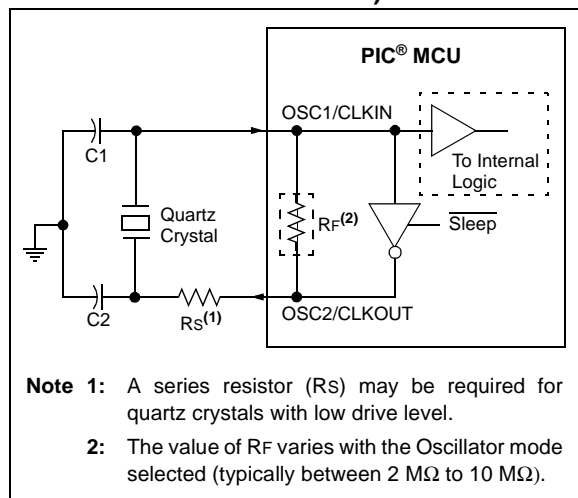 PIC® MCU
OSC1/CLKIN
C1
To Internal
Logic
Quartz
Crystal
RF(2)
Sleep
C2
RS(1)
OSC2/CLKOUT
Note 1: A series resistor (RS) may be required for
quartz crystals with low drive level.
2: The value of RF varies with the Oscillator mode
selected (typically between 2 MΩ to 10 MΩ).